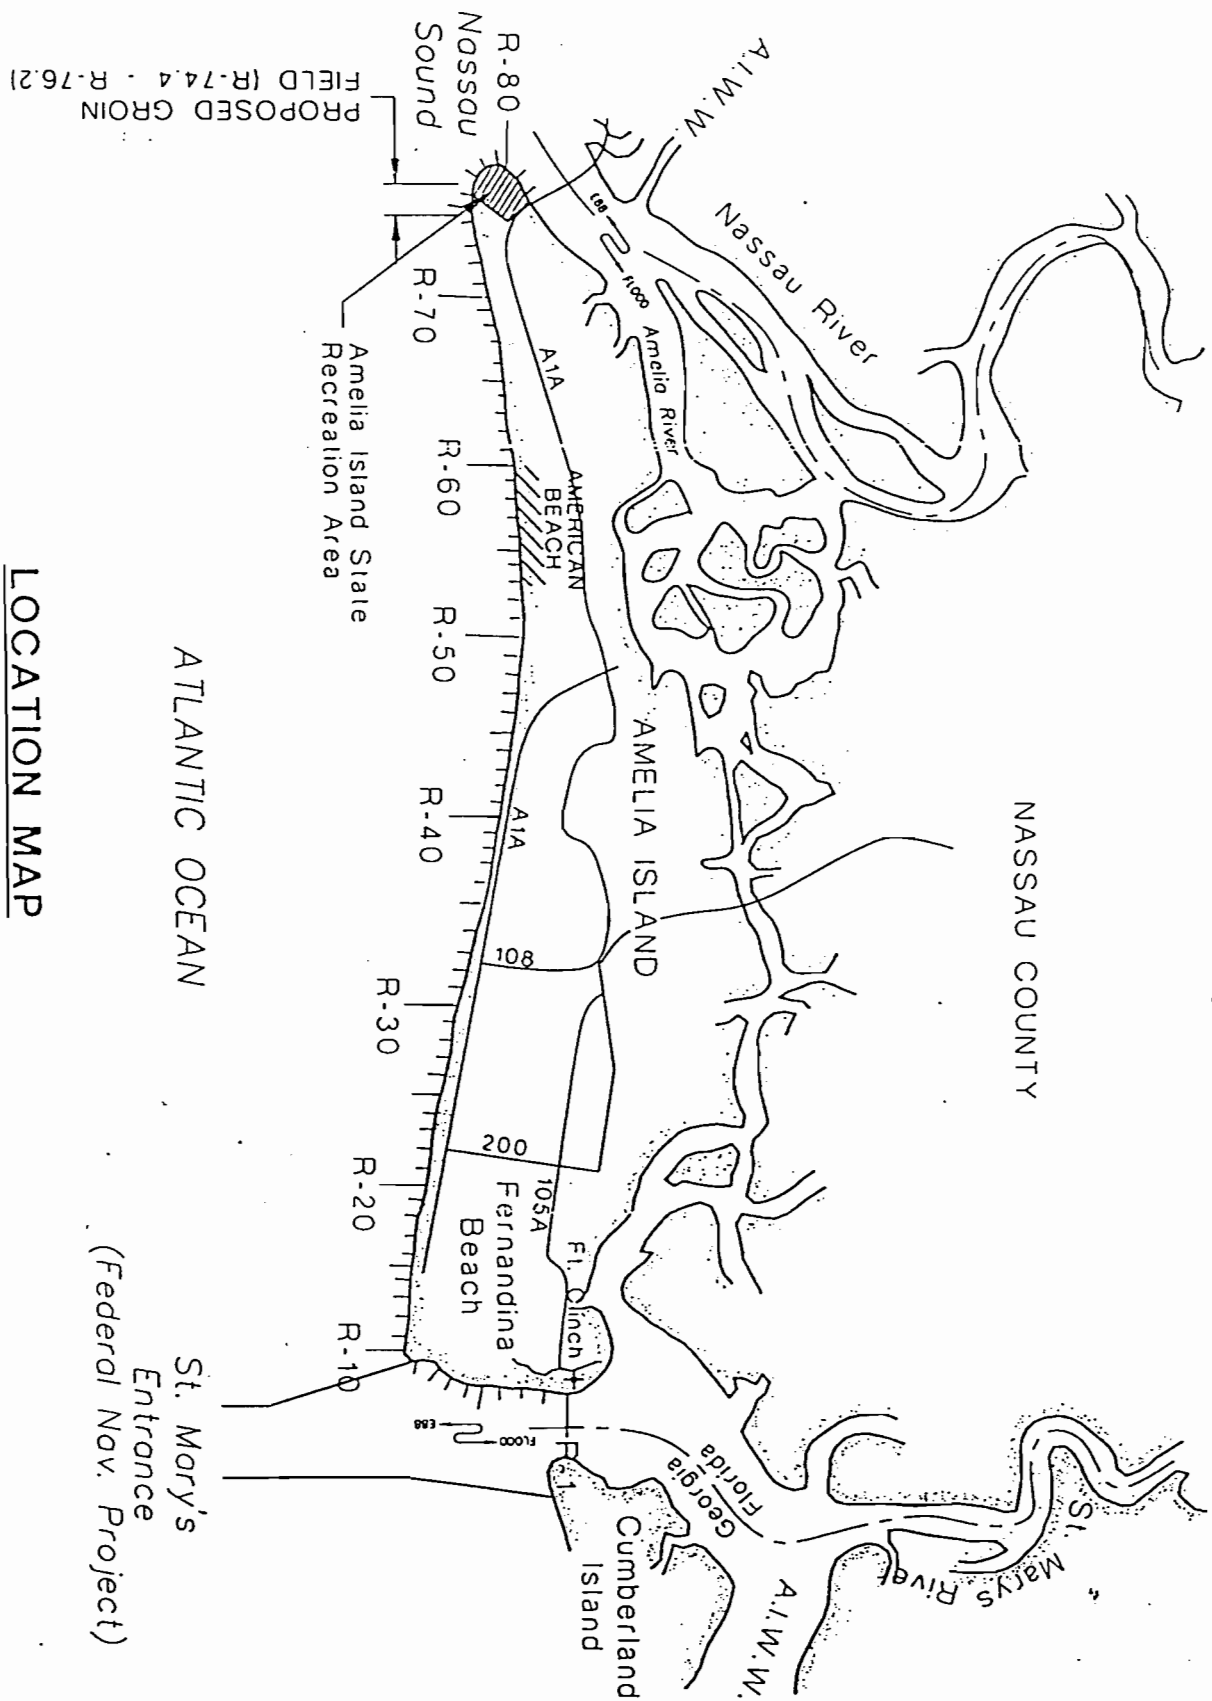 LOCATION MAP
ATLANTIC OCEAN
NASSAU COUNTY
AMELIA ISLAND
A.I.W.W.
Nassau River
Amelia River
EBB
FLOOD
R-80
Nassau
Sound
PROPOSED GROIN
FIELD (R-74.4 - R-76.2)
Amelia Island State
Recreation Area
R-70
R-60
R-50
R-40
R-30
R-20
R-10
R-1
A1A
AMERICAN
BEACH
A1A
108
200
105A
Fernandina
Beach
Ft. Clinch
EBB
FLOOD
St. Mary's
Entrance
(Federal Nav. Project)
Cumberland
Island
Georgia
Florida
A.I.W.W.
St. Marys River